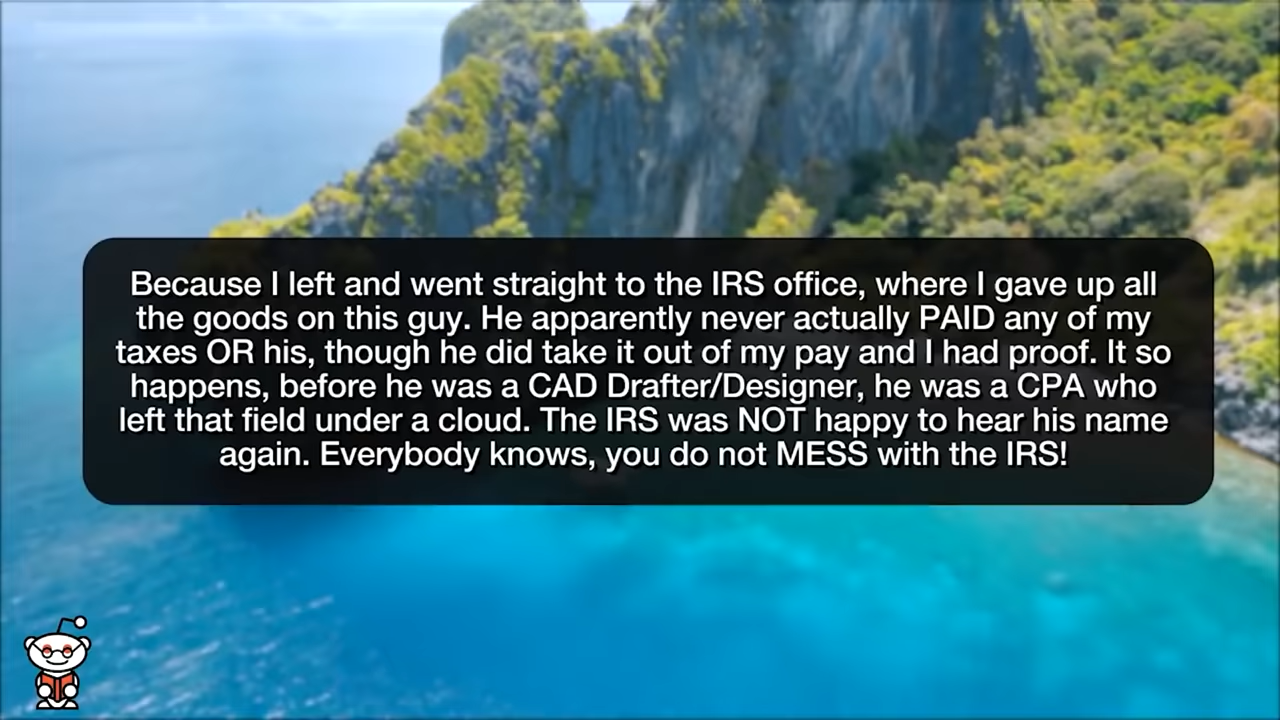 Because I left and went straight to the IRS office, where I gave up all
the goods on this guy. He apparently never actually PAID any of my
taxes OR his, though he did take it out of my pay and I had proof. It so
happens, before he was a CAD Drafter/Designer, he was a CPA who
left that field under a cloud. The IRS was NOT happy to hear his name
again. Everybody knows, you do not MESS with the IRS!